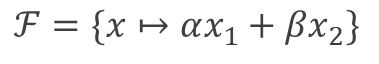 ℱ = {x ↦ αx₁ + βx₂}